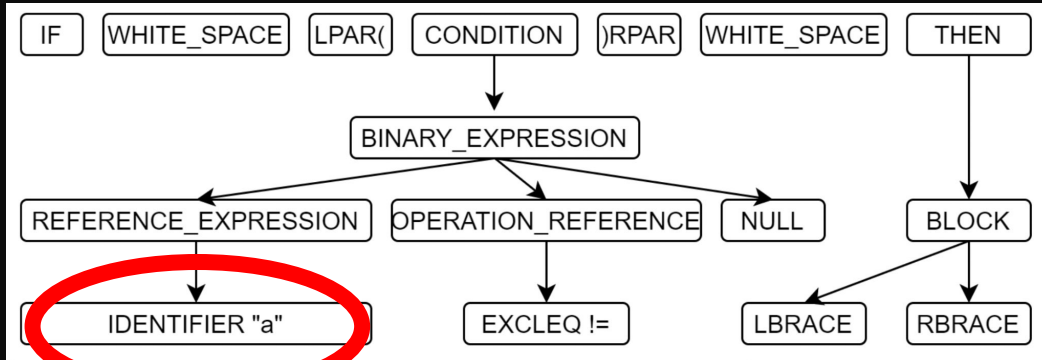 IF WHITE_SPACE LPAR( CONDITION )RPAR WHITE_SPACE THEN
BINARY_EXPRESSION
REFERENCE_EXPRESSION OPERATION_REFERENCE NULL BLOCK
IDENTIFIER "a" EXCLEQ != LBRACE RBRACE